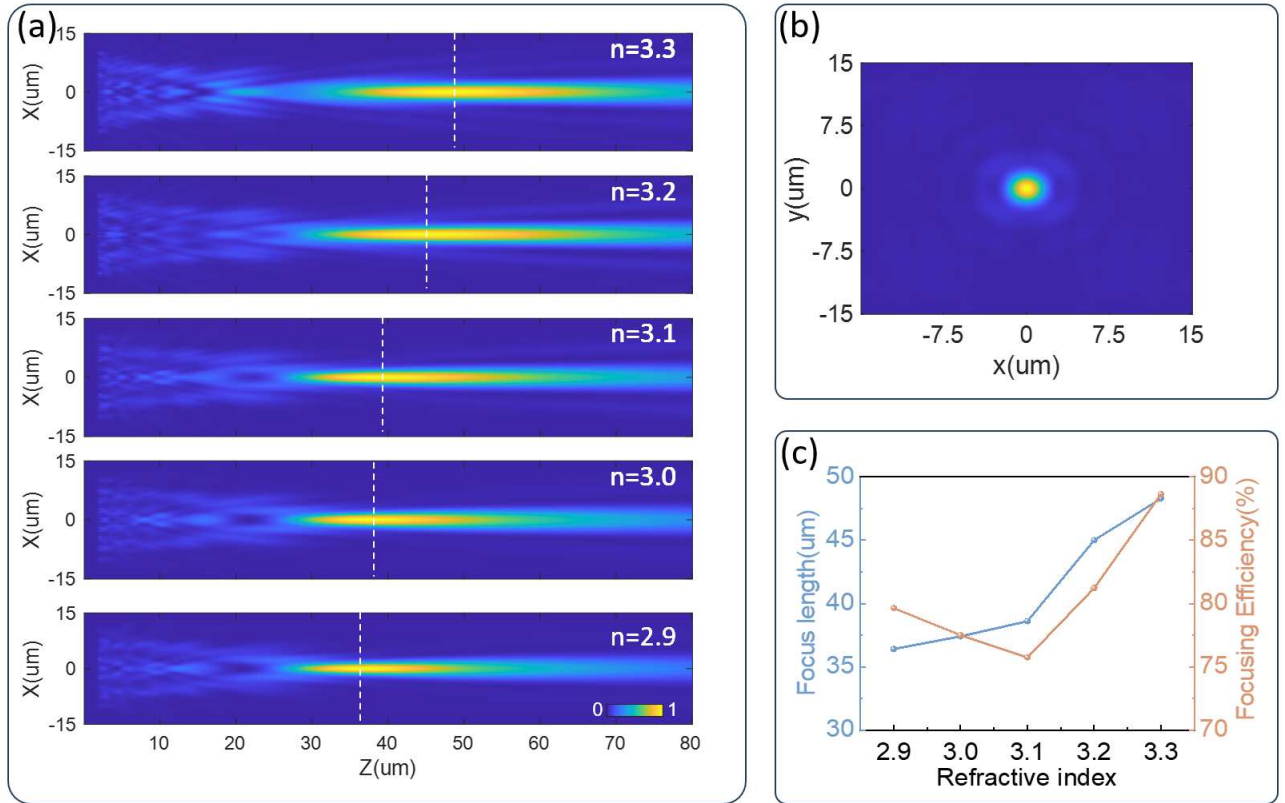 (a)
15
0
-15
X(um)
n=3.3
15
0
-15
X(um)
n=3.2
15
0
-15
X(um)
n=3.1
15
0
-15
X(um)
n=3.0
15
0
-15
X(um)
n=2.9
0 1
10 20 30 40 50 60 70 80
Z(um)
(b)
15
7.5
0
-7.5
-15
y(um)
-7.5 0 7.5 15
x(um)
(c)
50
45
40
35
30
Focus length(um)
90
85
80
75
70
Focusing Efficiency(%)
2.9 3.0 3.1 3.2 3.3
Refractive index